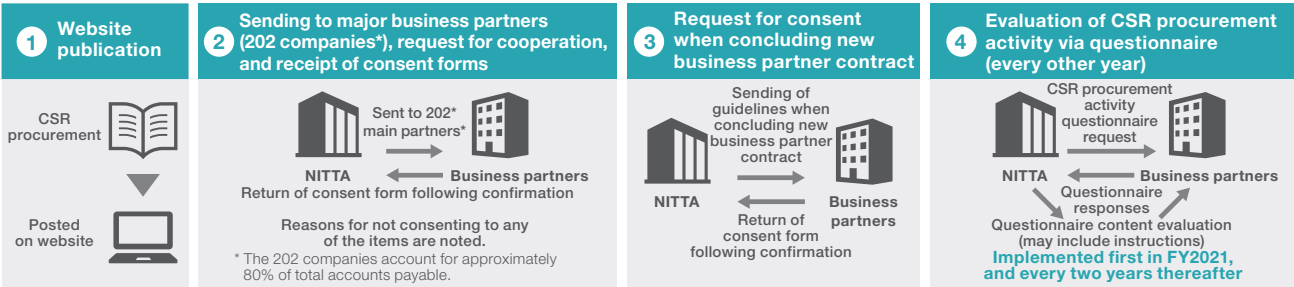 1
Website
publication
CSR
procurement
Posted
on website
2
Sending to major business partners
(202 companies*), request for cooperation,
and receipt of consent forms
Sent to 202*
main partners*
NITTA
Business partners
Return of consent form following confirmation
Reasons for not consenting to any
of the items are noted.
* The 202 companies account for approximately
80% of total accounts payable.
3
Request for consent
when concluding new
business partner contract
Sending of
guidelines when
concluding new
business partner
contract
NITTA
Business
partners
Return of
consent form
following confirmation
4
Evaluation of CSR procurement
activity via questionnaire
(every other year)
CSR procurement
activity
questionnaire
request
NITTA
Business partners
Questionnaire
responses
Questionnaire content evaluation
(may include instructions)
Implemented first in FY2021,
and every two years thereafter